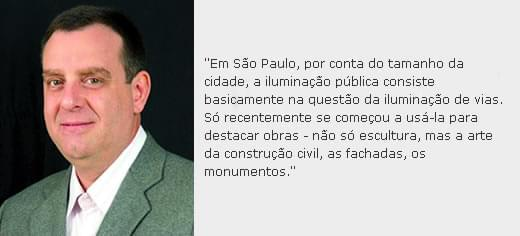 "Em São Paulo, por conta do tamanho da
cidade, a iluminação pública consiste
basicamente na questão da iluminação de vias.
Só recentemente se começou a usá-la para
destacar obras - não só escultura, mas a arte
da construção civil, as fachadas, os
monumentos."